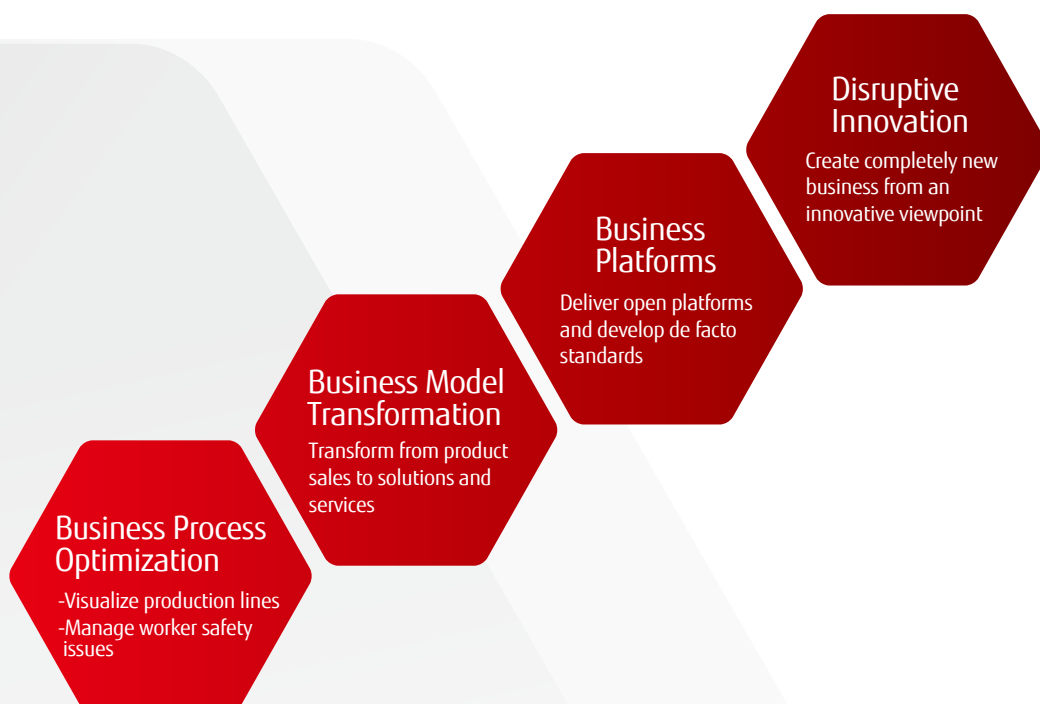 Disruptive
Innovation
Create completely new
business from an
innovative viewpoint
Business
Platforms
Deliver open platforms
and develop de facto
standards
Business Model
Transformation
Transform from product
sales to solutions and
services
Business Process
Optimization
-Visualize production lines
-Manage worker safety
issues